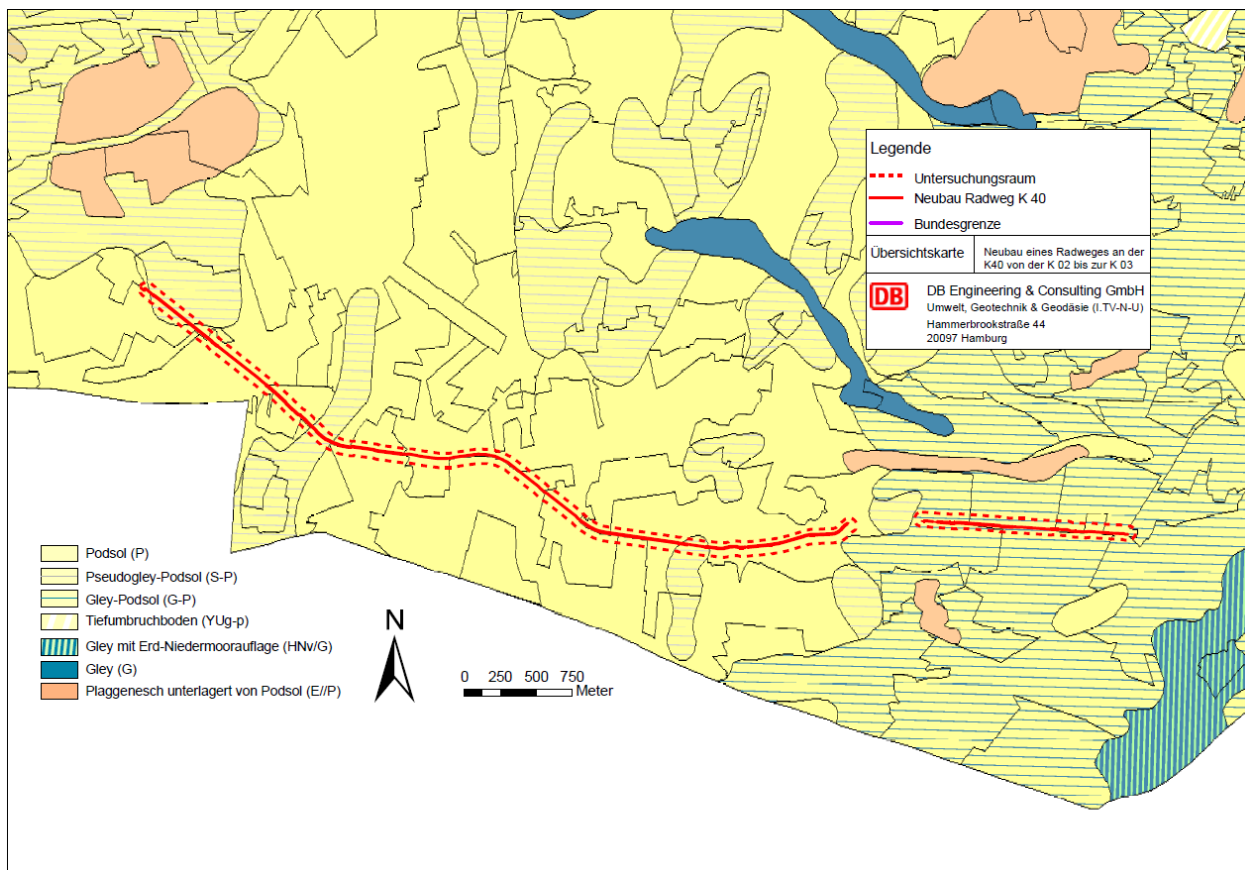 Legende
Untersuchungsraum
Neubau Radweg K 40
Bundesgrenze
Übersichtskarte
Neubau eines Radweges an der
K40 von der K 02 bis zur K 03
DB
DB Engineering & Consulting GmbH
Umwelt, Geotechnik & Geodäsie (I.TV-N-U)
Hammerbrookstraße 44
20097 Hamburg
Podsol (P)
Pseudogley-Podsol (S-P)
Gley-Podsol (G-P)
Tiefumbruchboden (YUg-p)
Gley mit Erd-Niedermoorauflage (HNv/G)
Gley (G)
Plaggenesch unterlagert von Podsol (E//P)
N
0 250 500 750
Meter